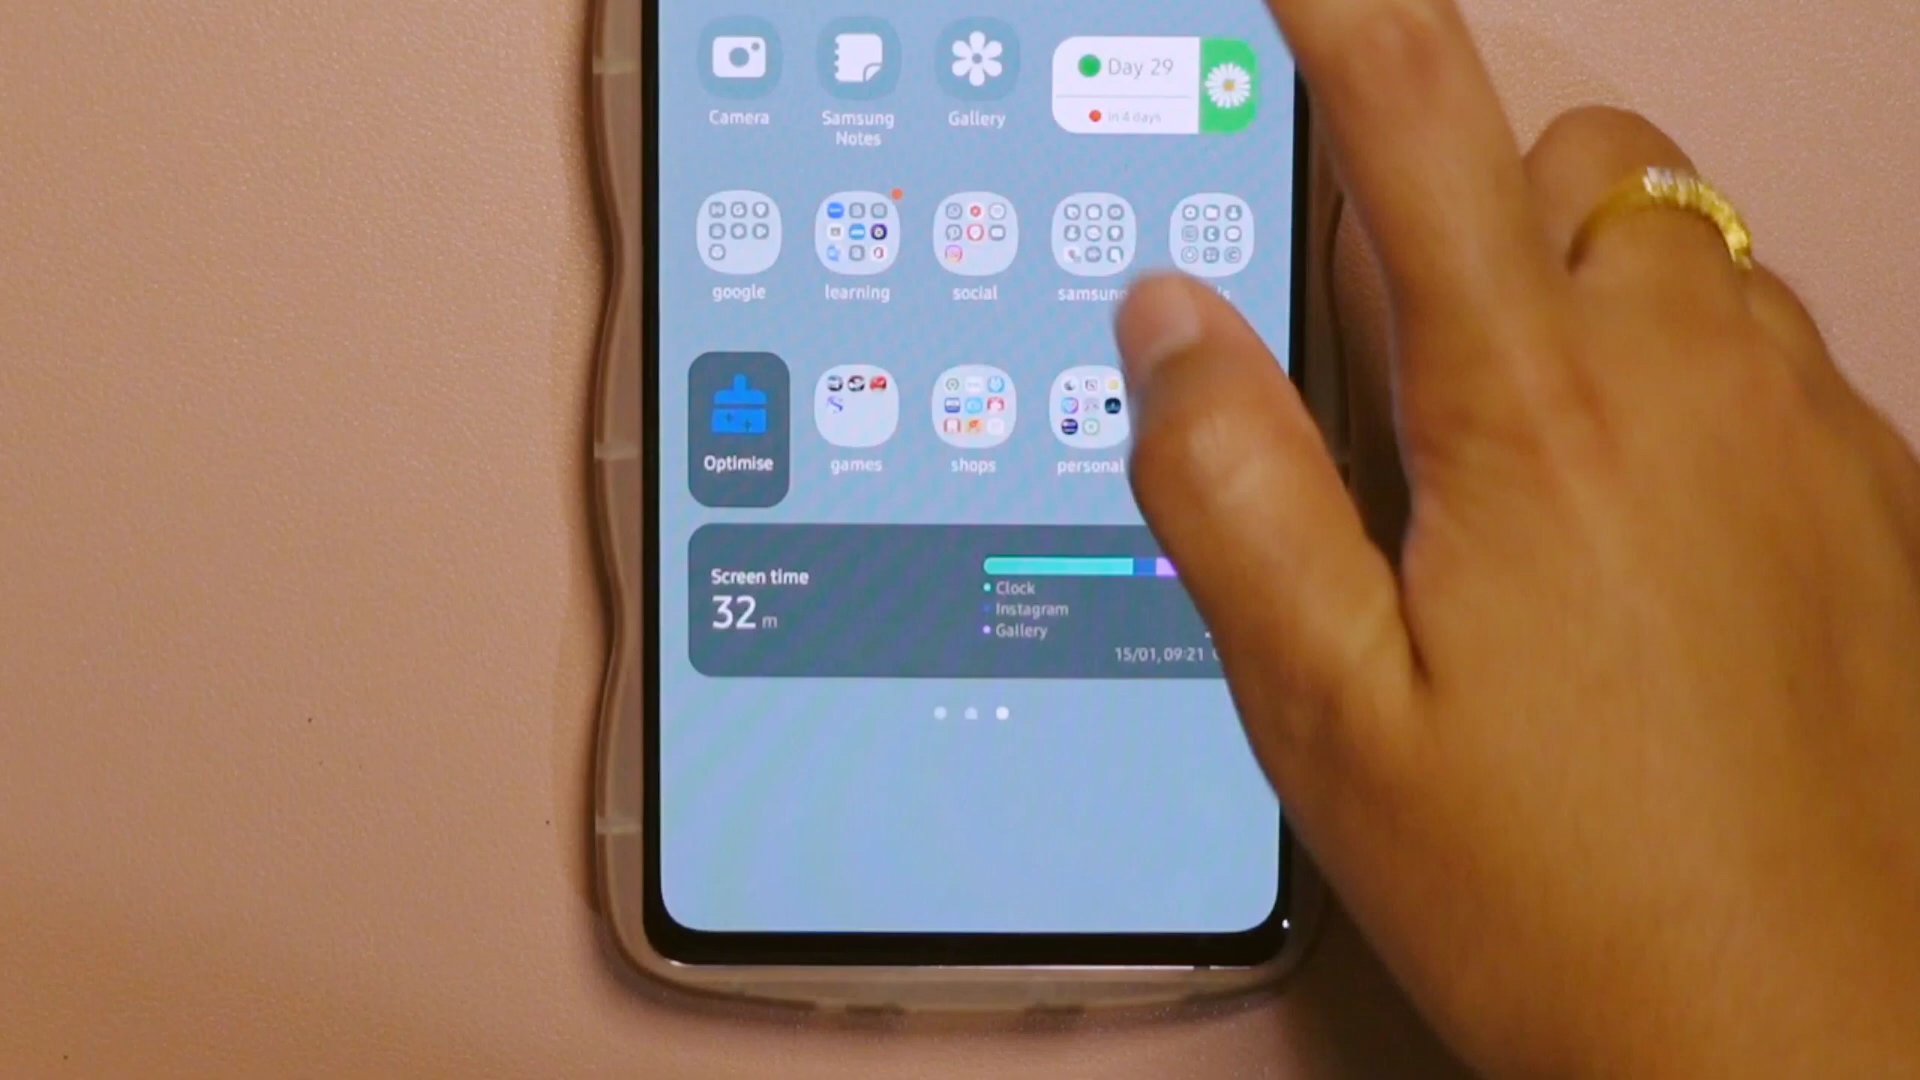 Day 29
in 4 days
Camera
Samsung
Notes
Gallery
google
learning
social
samsung
Optimise
games
shops
personal
Screen time
32 m
Clock
Instagram
Gallery
15/01, 09:21